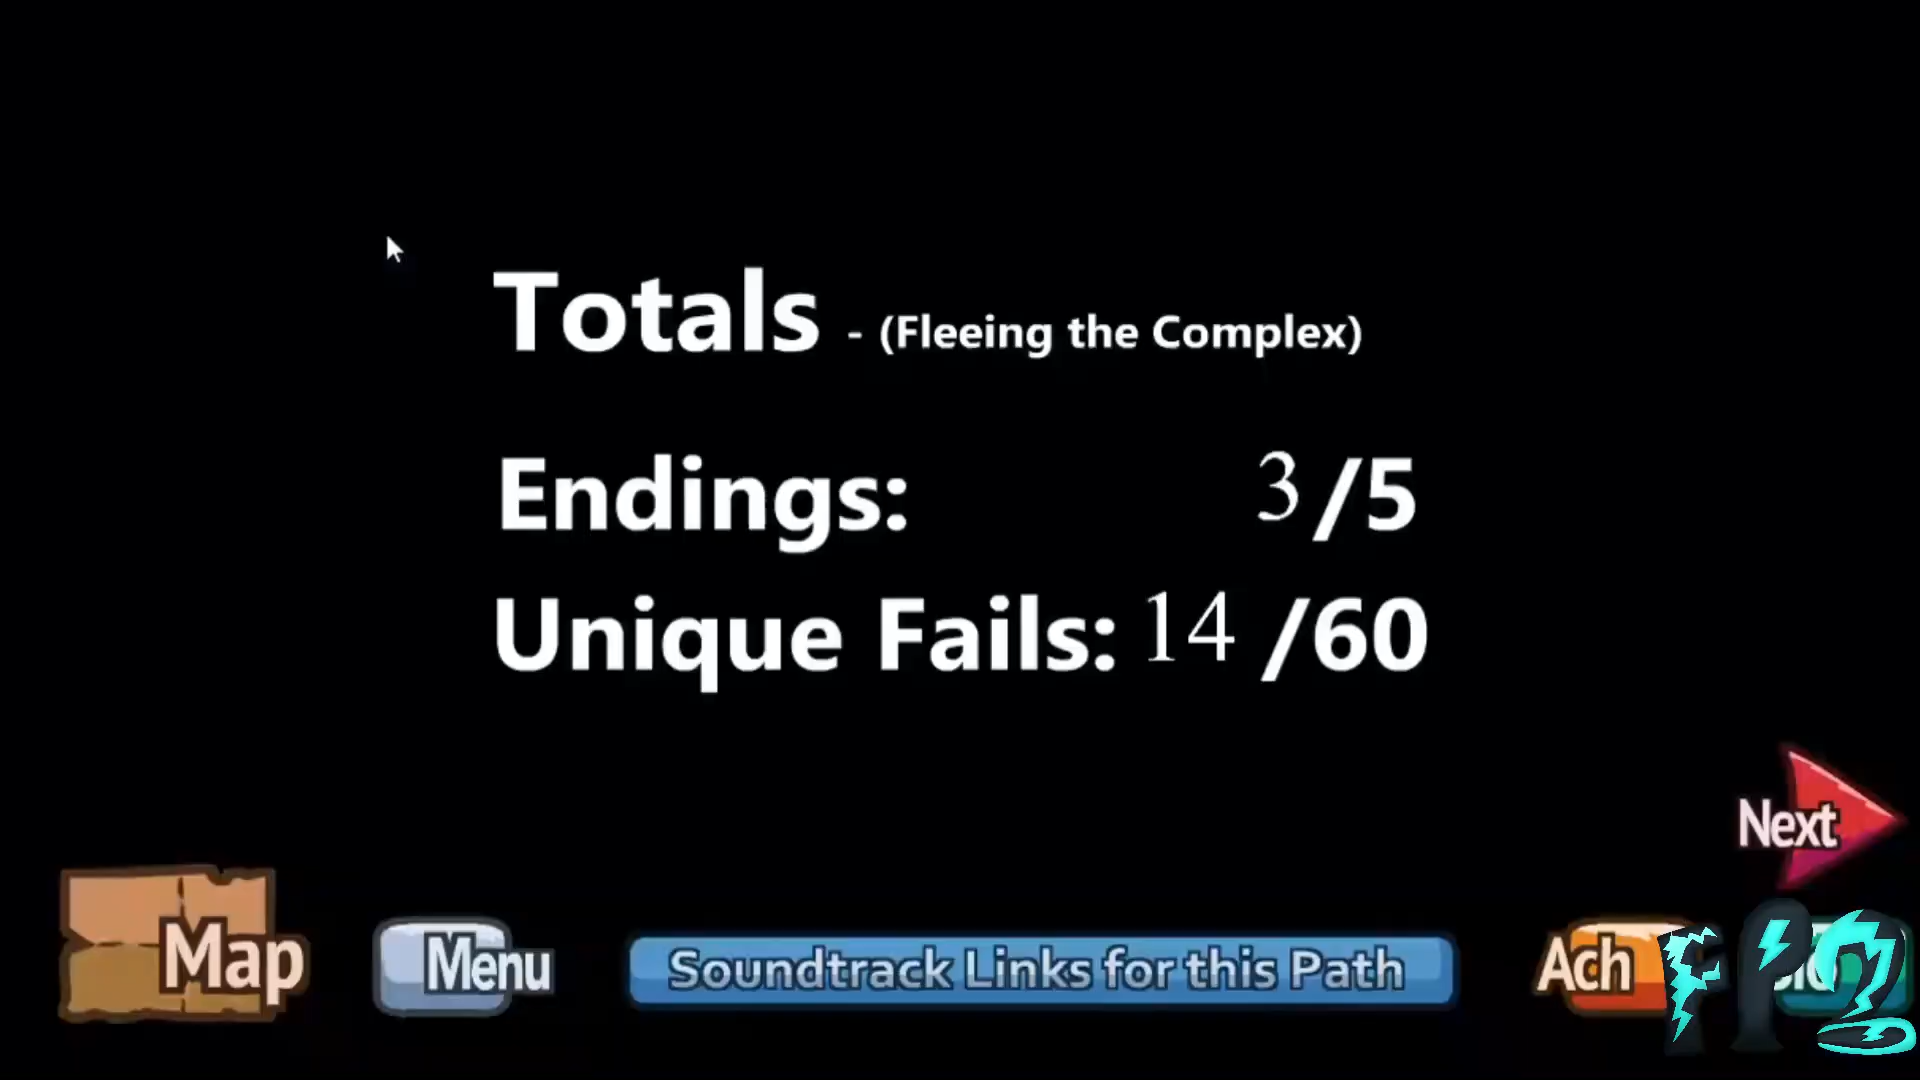 Totals - (Fleeing the Complex)
Endings: 3/5
Unique Fails: 14/60
Next
Map
Menu
Soundtrack Links for this Path
Ach
FP2